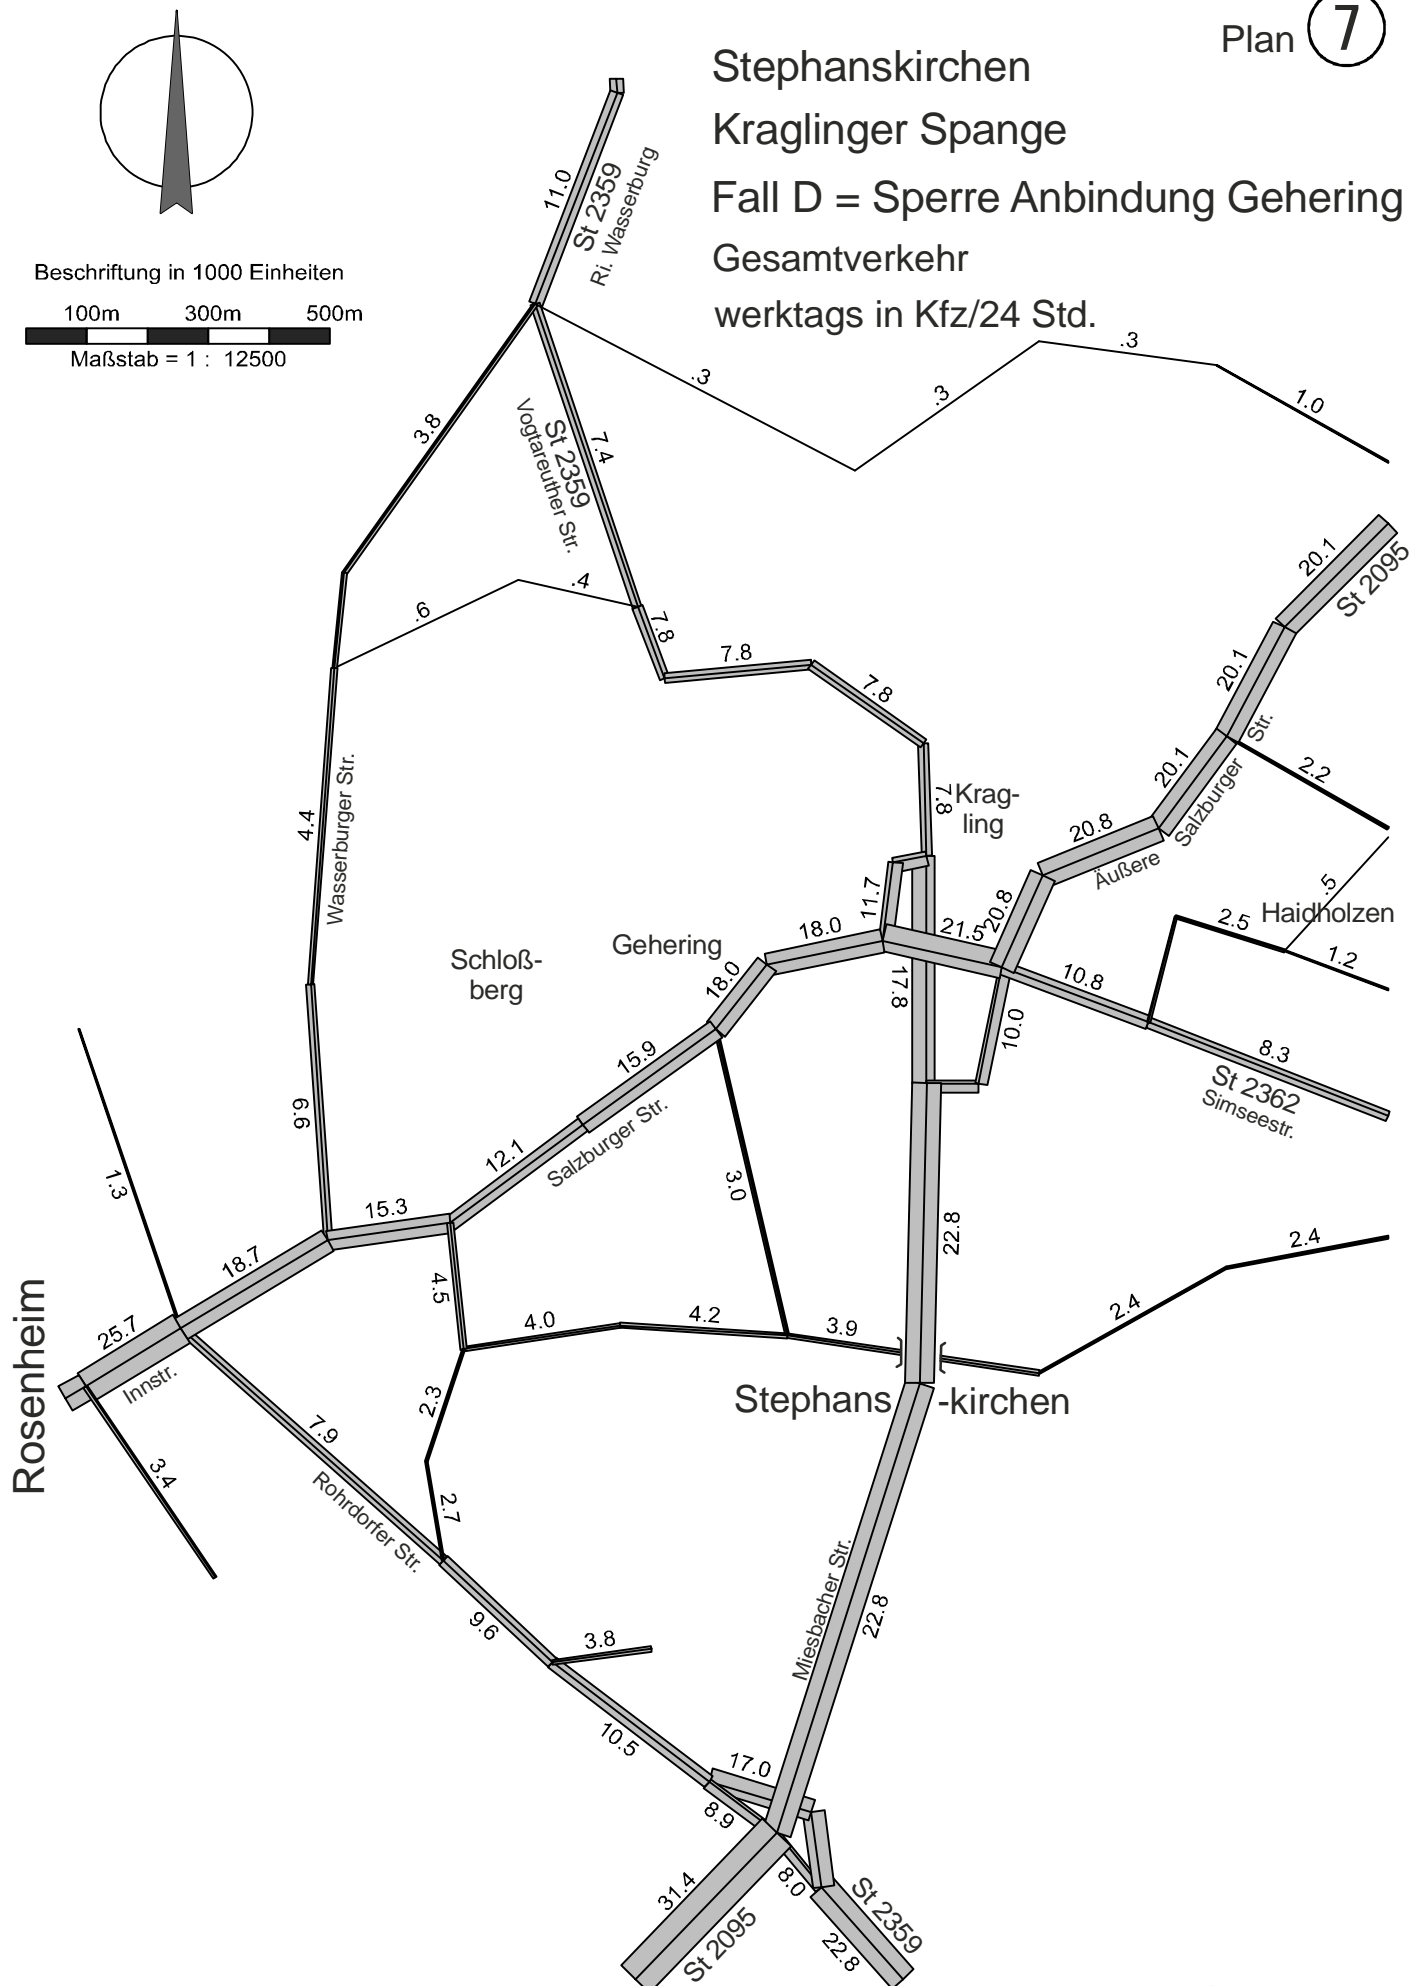 Plan 7
Stephanskirchen
Kraglinger Spange
Fall D = Sperre Anbindung Gehering
Gesamtverkehr
werktags in Kfz/24 Std.
Beschriftung in 1000 Einheiten
100m 300m 500m
Maßstab = 1 : 12500
11.0
St 2359
Ri. Wasserburg
.3
.3
.3
1.0
3.8
7.4
St 2359
Vogtareuther Str.
.6
.4
7.8
7.8
7.8
7.8
Krag-
ling
20.1
St 2095
20.1
20.1
Äußere
Salzburger
Str.
2.2
20.8
20.8
.5
Haidholzen
2.5
1.2
4.4
Wasserburger Str.
Schloß-
berg
Gehering
18.0
18.0
11.7
21.5
17.8
10.0
10.8
8.3
St 2362
Simseestr.
15.9
12.1
Salzburger Str.
6.6
1.3
15.3
18.7
25.7
Innstr.
Rosenheim
3.4
4.5
4.0
4.2
3.0
3.9
22.8
2.4
2.4
Stephans -kirchen
2.3
2.7
7.9
Rohrdorfer Str.
9.6
3.8
10.5
Miesbacher Str.
22.8
17.0
8.9
8.0
31.4
St 2095
St 2359
22.8